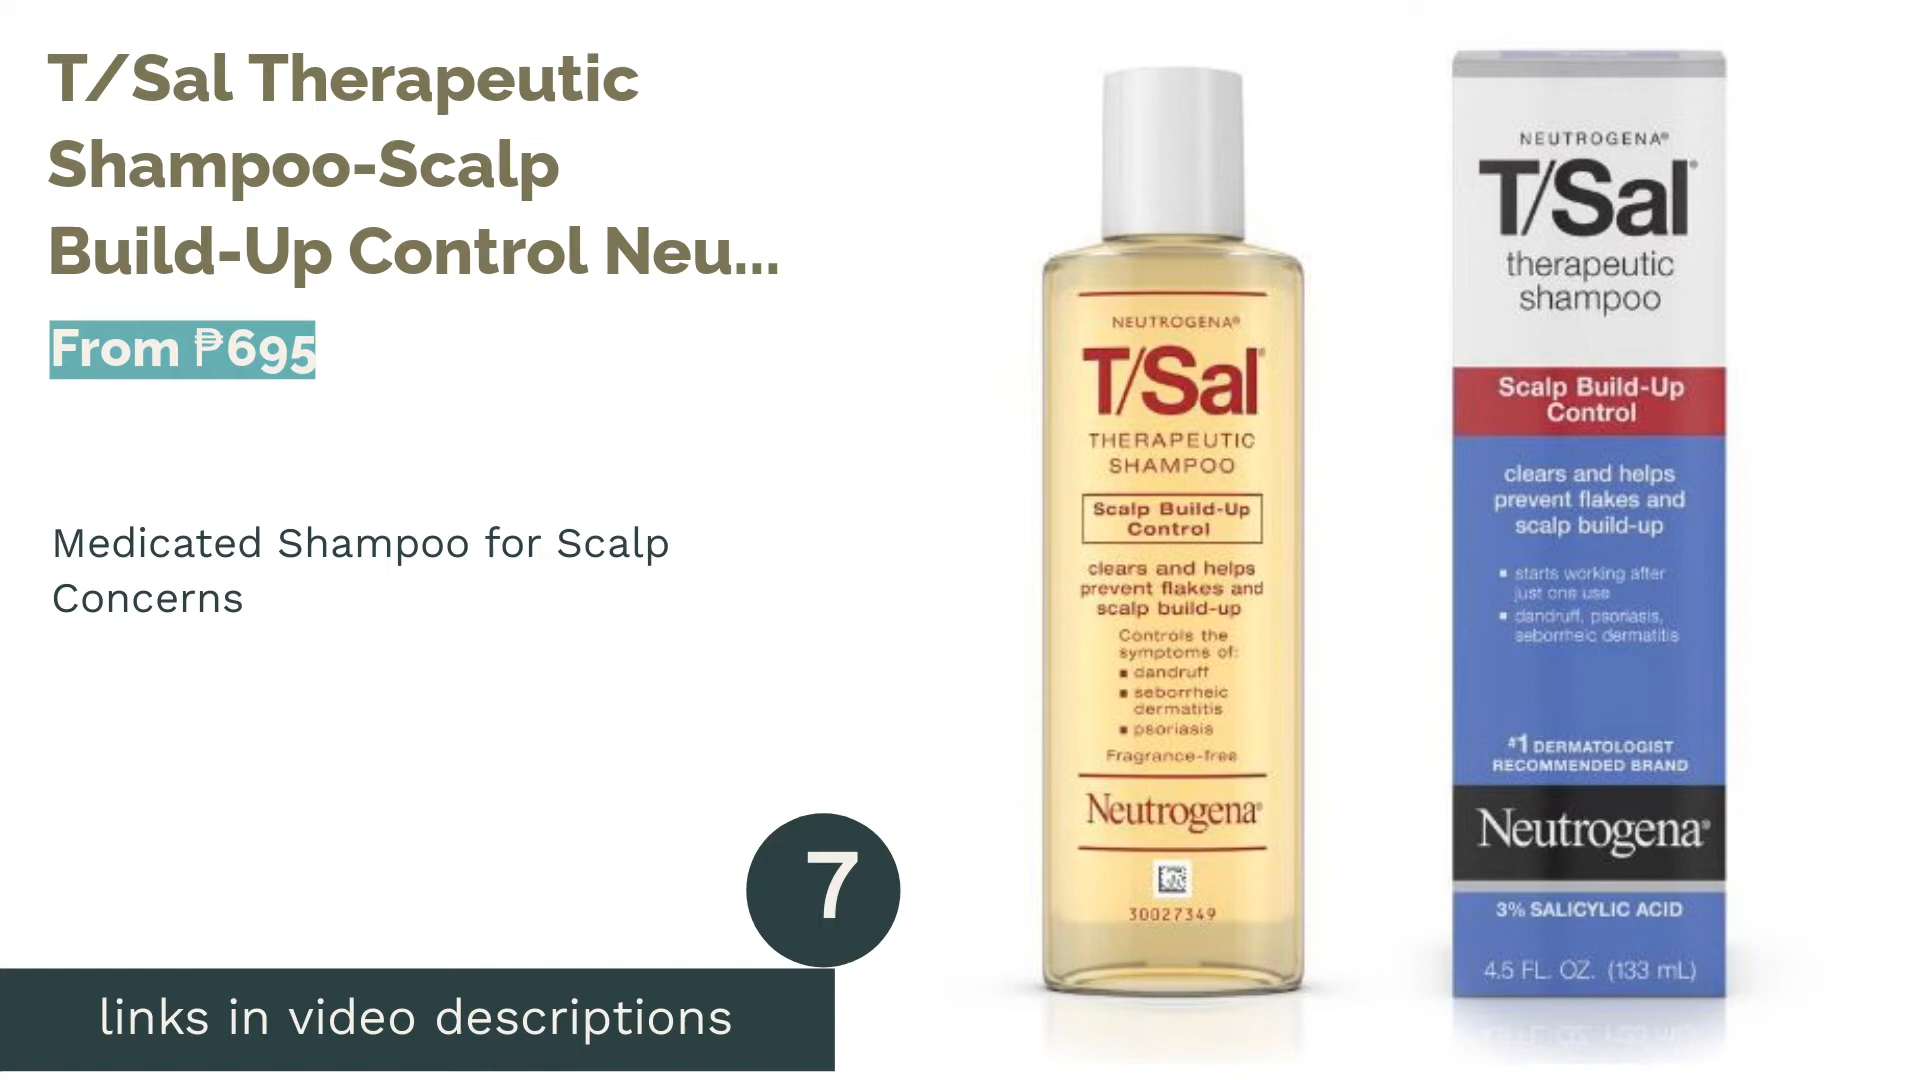 T/Sal Therapeutic
Shampoo-Scalp
Build-Up Control Neu...
From ₱695
Medicated Shampoo for Scalp
Concerns
7
links in video descriptions
NEUTROGENA®
T/Sal®
THERAPEUTIC
SHAMPOO
Scalp Build-Up
Control
clears and helps
prevent flakes and
scalp build-up
Controls the
symptoms of:
▪ dandruff
▪ seborrheic
dermatitis
▪ psoriasis
Fragrance-free
Neutrogena®
30027349
NEUTROGENA®
T/Sal®
therapeutic
shampoo
Scalp Build-Up
Control
clears and helps
prevent flakes and
scalp build-up
▪ starts working after
just one use
▪ dandruff, psoriasis,
seborrheic dermatitis
#1 DERMATOLOGIST
RECOMMENDED BRAND
Neutrogena®
3% SALICYLIC ACID
4.5 FL. OZ. (133 mL)